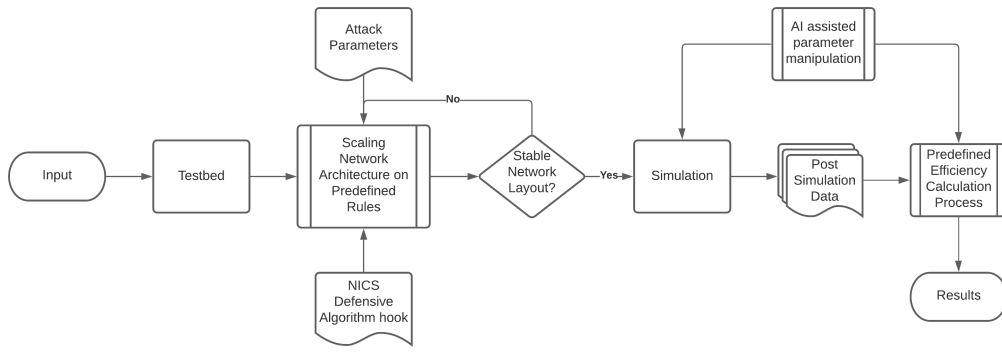 Attack
Parameters
AI assisted
parameter
manipulation
No
Input
Testbed
Scaling
Network
Architecture on
Predefined
Rules
Stable
Network
Layout?
Yes
Simulation
Post
Simulation
Data
Predefined
Efficiency
Calculation
Process
NICS
Defensive
Algorithm hook
Results